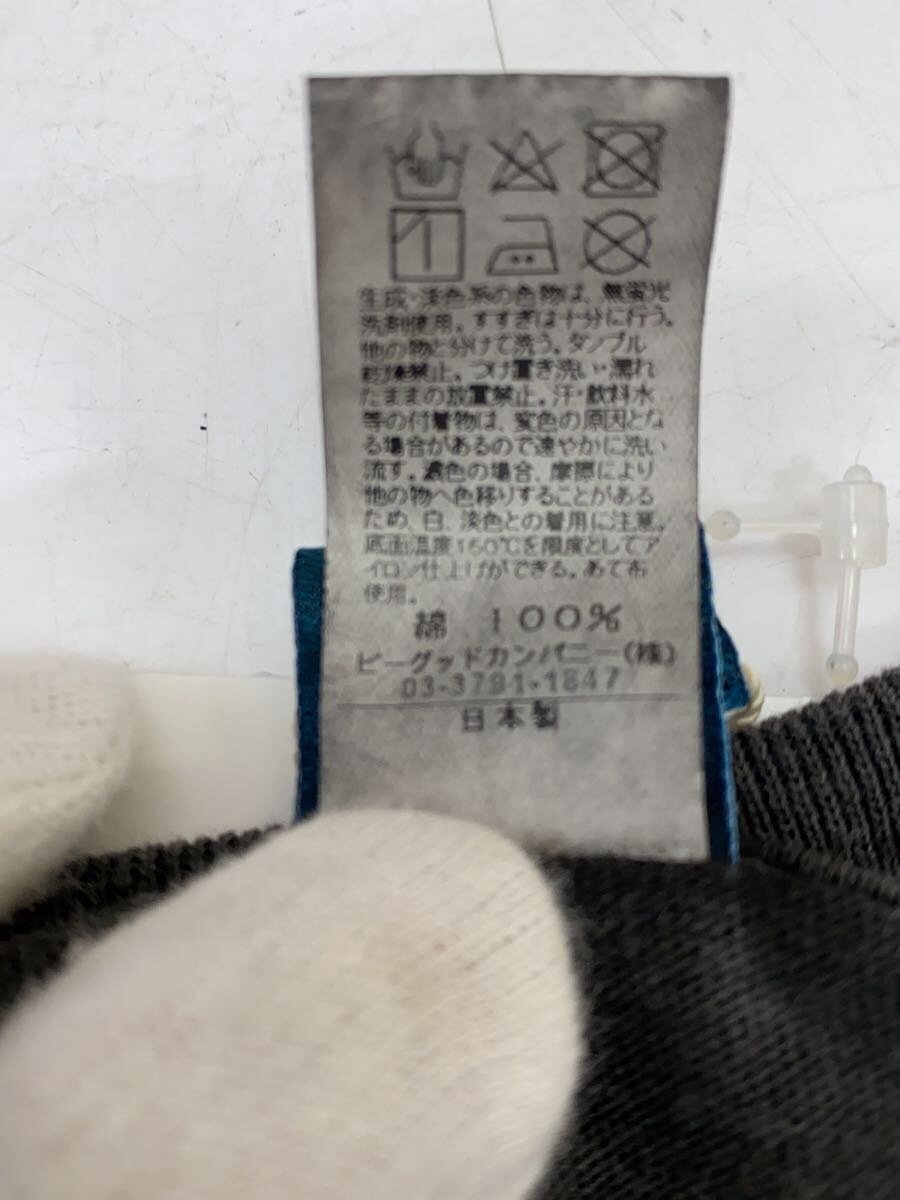 生成・淡色系の色物は、無蛍光
洗剤使用。すすぎは十分に行う。
他の物と分けて洗う。タンブル
乾燥禁止。つけ置き洗い・濡れ
たままの放置禁止。汗・飲料水
等の付着物は、変色の原因とな
る場合があるので速やかに洗い
流す。濃色の場合、摩擦により
他の物へ色移りすることがある
ため、白、淡色との着用に注意。
底面温度150℃を限度としてア
イロン仕上げができる。あて布
使用。
綿 100%
ビーグッドカンパニー(株)
03-3791-1847
日本製